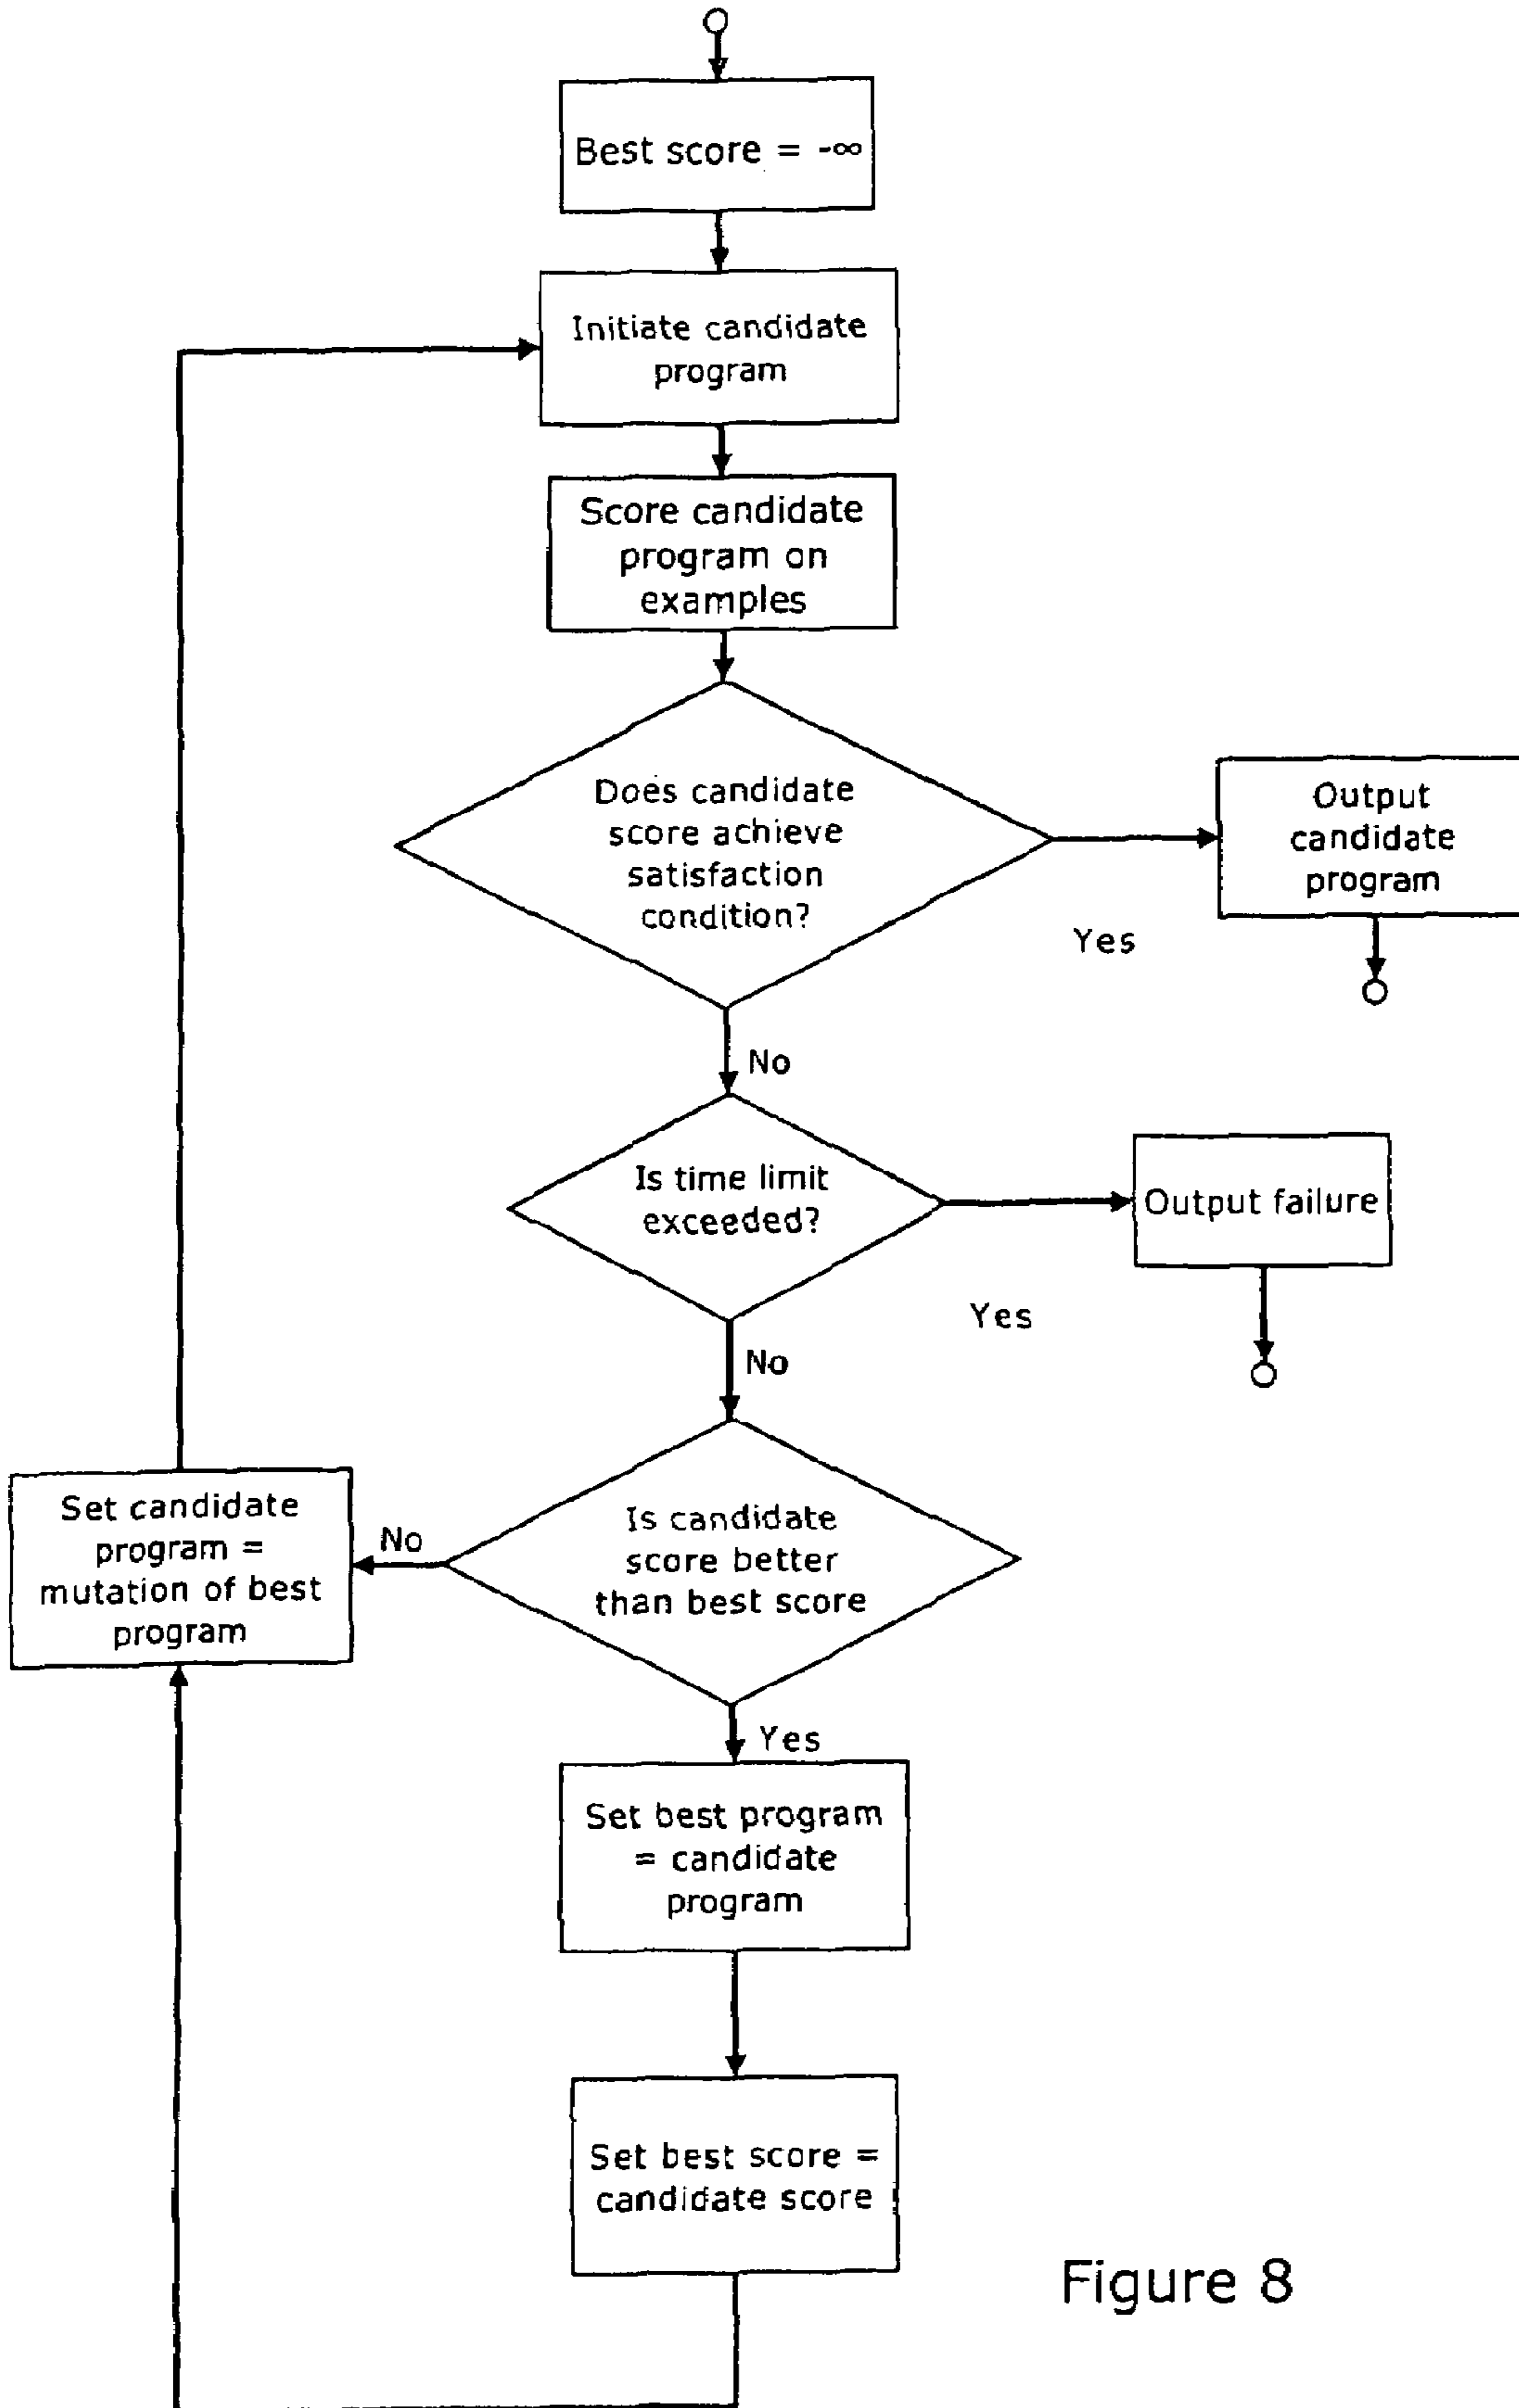 Best score = -∞
Initiate candidate
program
Score candidate
program on
examples
Does candidate
score achieve
satisfaction
condition?
Yes
Output
candidate
program
No
Is time limit
exceeded?
Yes
Output failure
No
Is candidate
score better
than best score
No
Set candidate
program =
mutation of best
program
Yes
Set best program
= candidate
program
Set best score =
candidate score
Figure 8